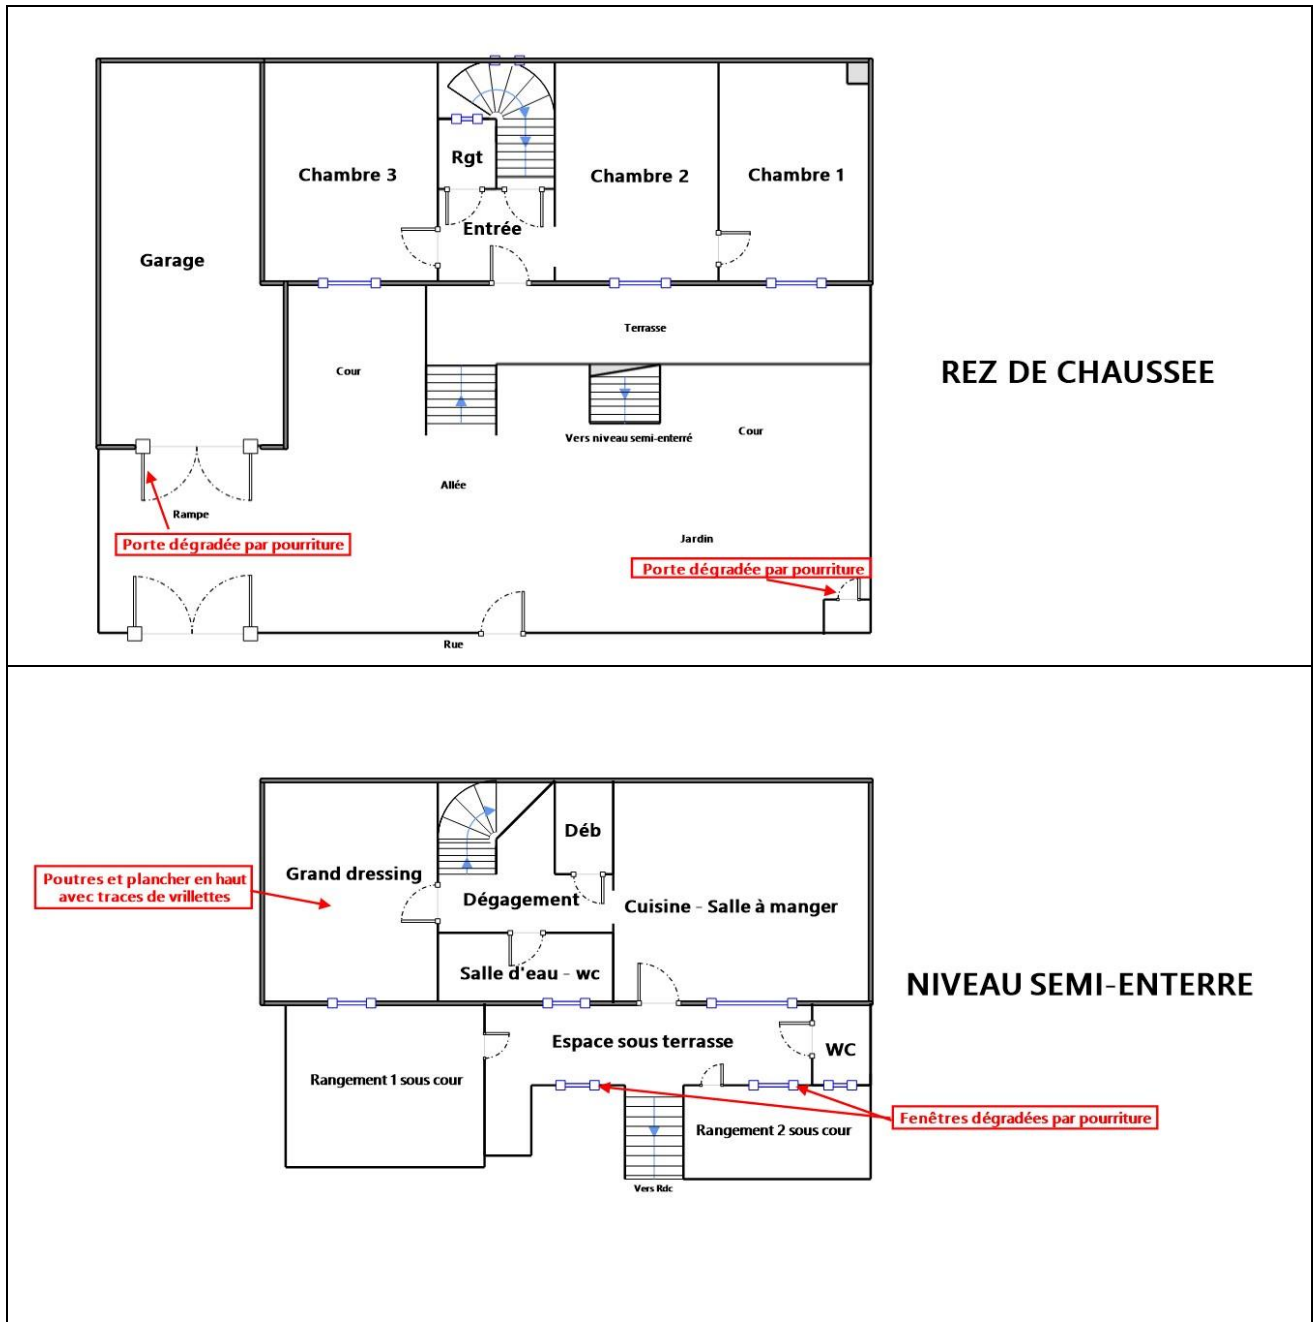 Chambre 3
Rgt
Chambre 2
Chambre 1
Entrée
Garage
Terrasse
Cour
REZ DE CHAUSSEE
Vers niveau semi-enterré
Cour
Allée
Rampe
Porte dégradée par pourriture
Jardin
Porte dégradée par pourriture
Rue
Déb
Grand dressing
Poutres et plancher en haut
avec traces de vrillettes
Dégagement
Cuisine - Salle à manger
Salle d'eau - wc
NIVEAU SEMI-ENTERRE
Espace sous terrasse
WC
Rangement 1 sous cour
Fenêtres dégradées par pourriture
Rangement 2 sous cour
Vers Rdc